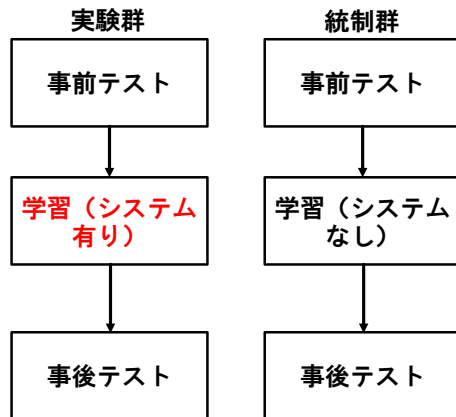 実験群
事前テスト
学習（システム
有り）
事後テスト
統制群
事前テスト
学習（システム
なし）
事後テスト